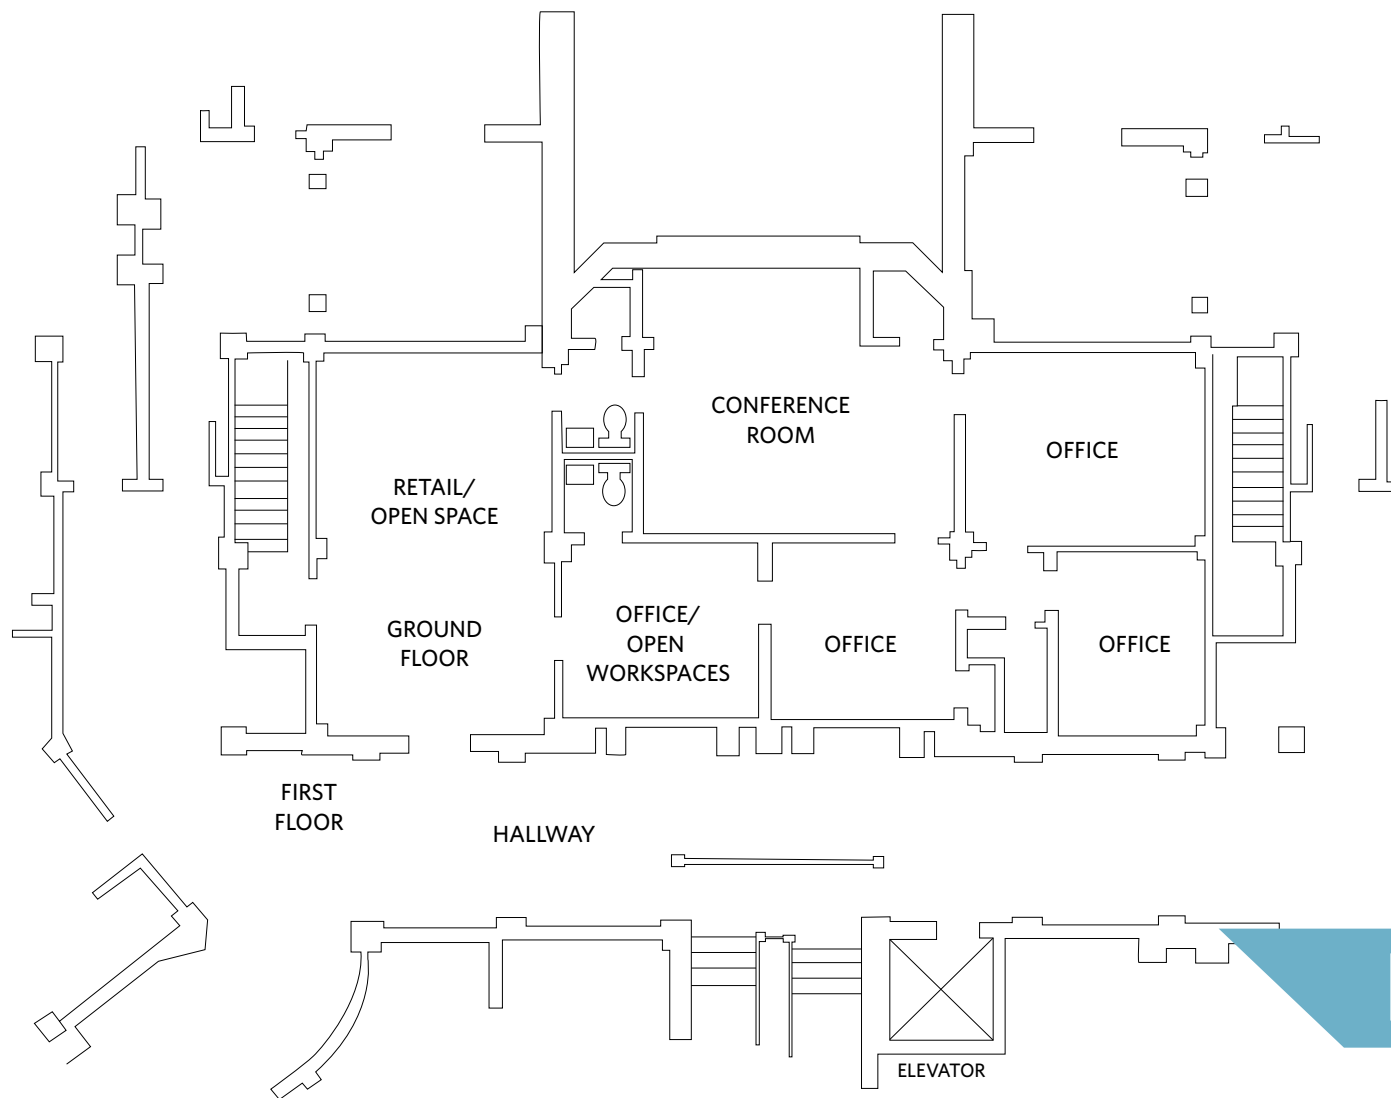 CONFERENCE
ROOM
OFFICE
RETAIL/
OPEN SPACE
GROUND
FLOOR
OFFICE/
OPEN
WORKSPACES
OFFICE
OFFICE
FIRST
FLOOR
HALLWAY
ELEVATOR